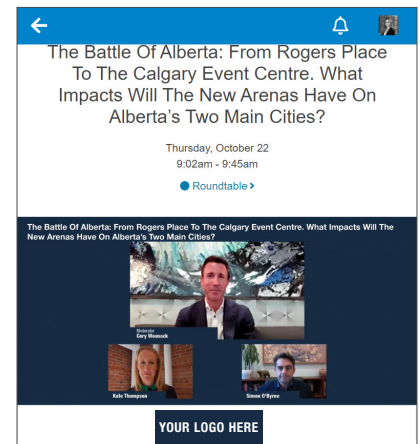 The Battle Of Alberta: From Rogers Place
To The Calgary Event Centre. What
Impacts Will The New Arenas Have On
Alberta’s Two Main Cities?
Thursday, October 22
9:02am - 9:45am
Roundtable >
The Battle Of Alberta: From Rogers Place To The Calgary Event Centre. What Impacts Will The
New Arenas Have On Alberta's Two Main Cities?
Moderator
Cory Wosnack
Kate Thompson
Simon O'Byrne
YOUR LOGO HERE